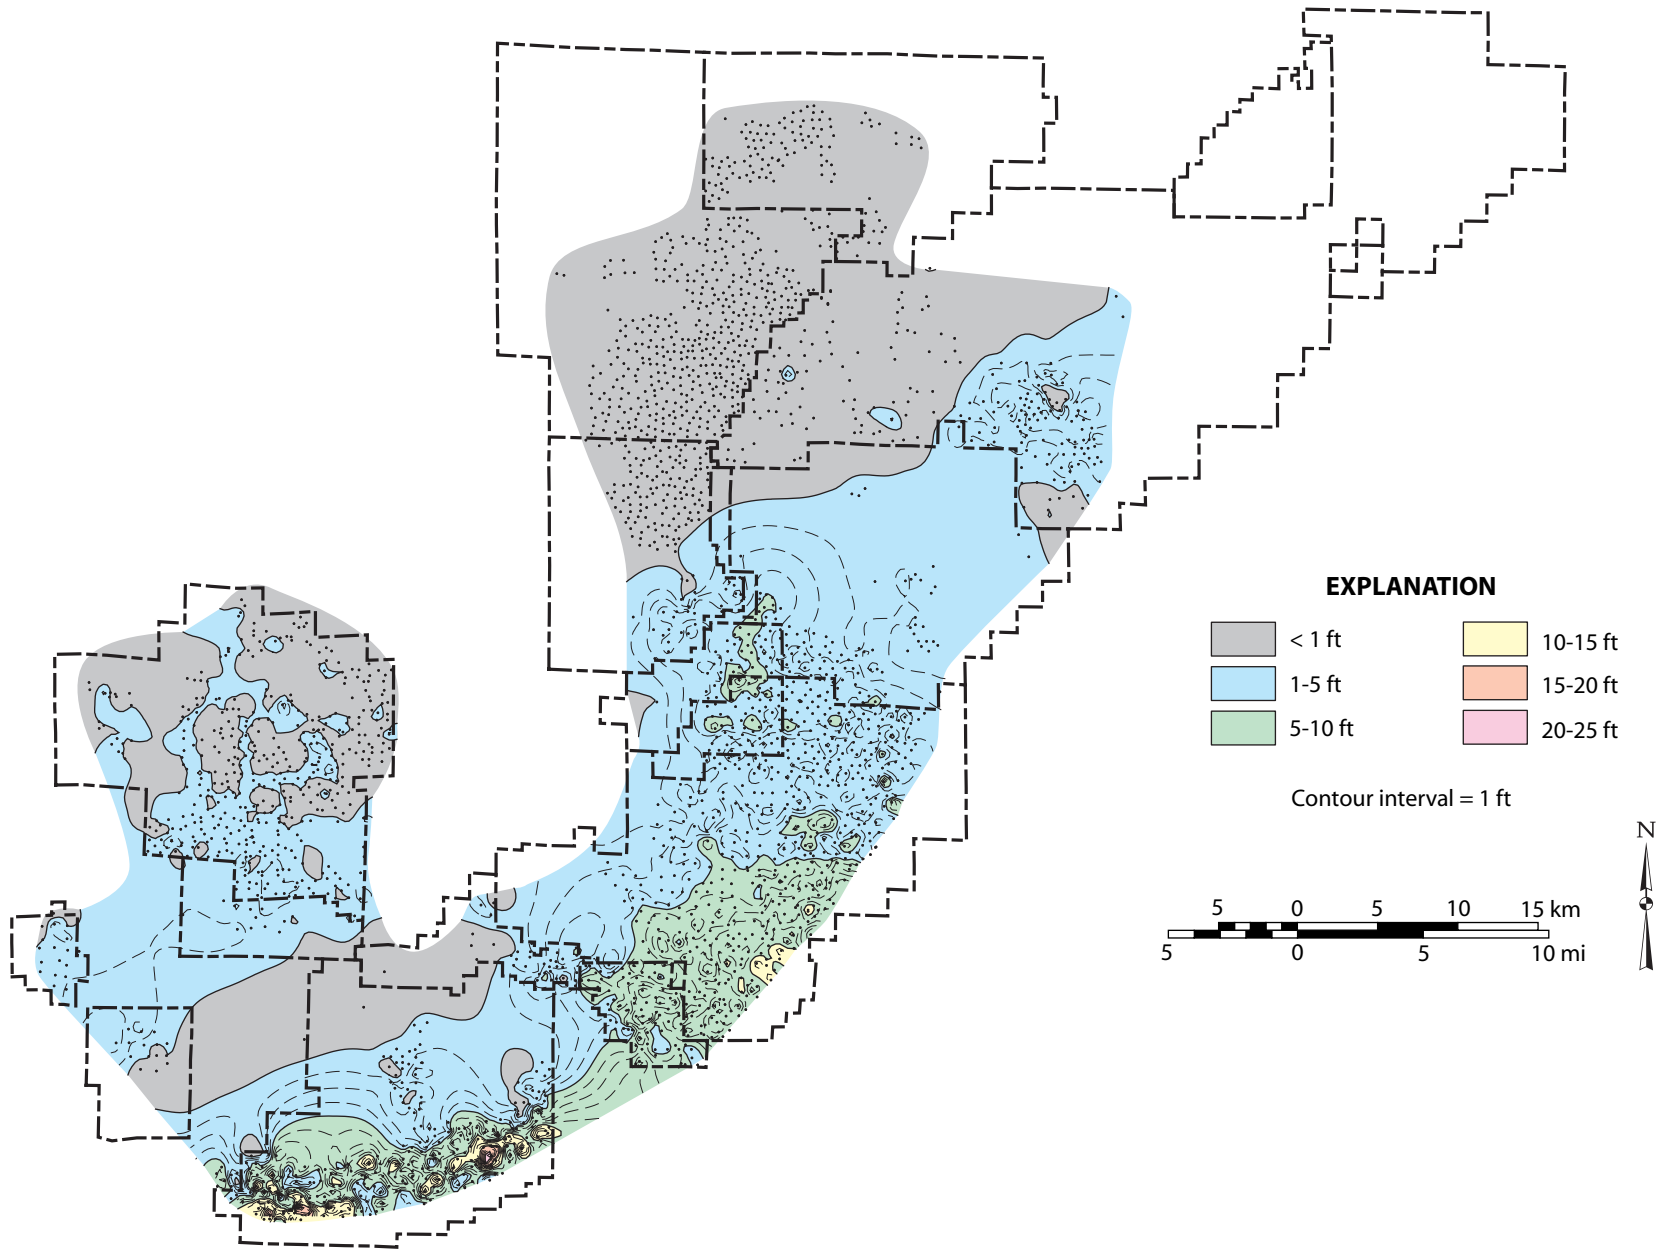 EXPLANATION
< 1 ft
10-15 ft
1-5 ft
15-20 ft
5-10 ft
20-25 ft
Contour interval = 1 ft
N
5 0 5 10 15 km
5 0 5 10 mi